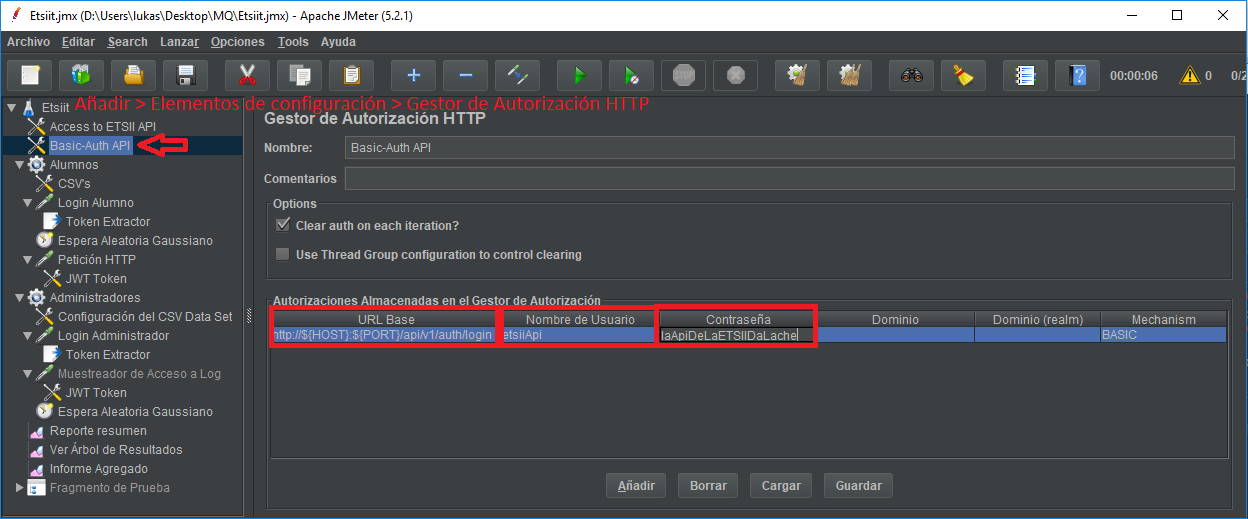 Etsiit.jmx (D:\Users\lukas\Desktop\MQ\Etsiit.jmx) - Apache JMeter (5.2.1)
Archivo Editar Search Lanzar Opciones Tools Ayuda
STOP 00:00:06 0 0/2
Etsiit Añadir > Elementos de configuración > Gestor de Autorización HTTP
Access to ETSII API
Basic-Auth API
Alumnos
CSV's
Login Alumno
Token Extractor
Espera Aleatoria Gaussiano
Petición HTTP
JWT Token
Administradores
Configuración del CSV Data Set
Login Administrador
Token Extractor
Muestreador de Acceso a Log
JWT Token
Espera Aleatoria Gaussiano
Reporte resumen
Ver Árbol de Resultados
Informe Agregado
Fragmento de Prueba
Gestor de Autorización HTTP
Nombre: Basic-Auth API
Comentarios
Options
Clear auth on each iteration?
Use Thread Group configuration to control clearing
Autorizaciones Almacenadas en el Gestor de Autorización
URL Base Nombre de Usuario Contraseña Dominio Dominio (realm) Mechanism
http://${HOST}:${PORT}/api/v1/auth/login etsiiApi laApiDeLaETSIIDaLache BASIC
Añadir Borrar Cargar Guardar